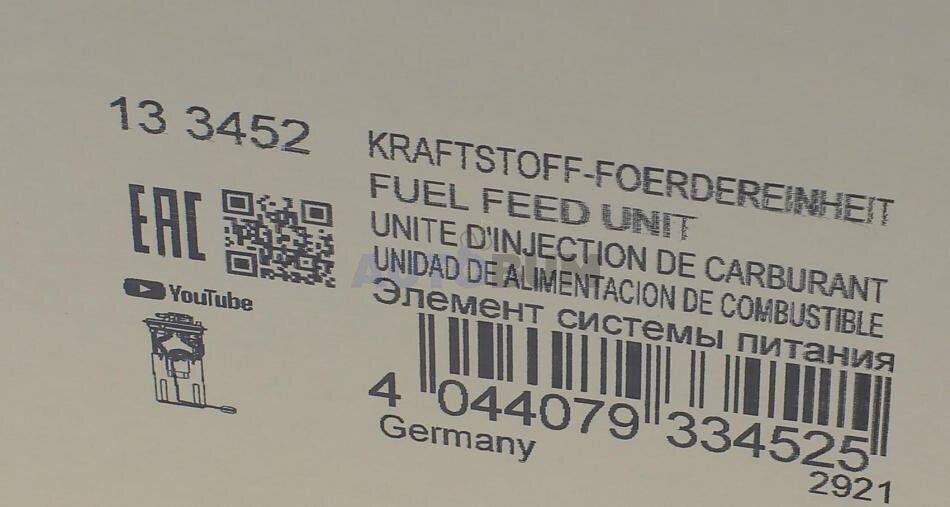 13 3452
EAC
YouTube
KRAFTSTOFF-FOERDEREINHEIT
FUEL FEED UNIT
UNITE D'INJECTION DE CARBURANT
UNIDAD DE ALIMENTACION DE COMBUSTIBLE
Элемент системы питания
4 044079 334525
Germany
2921